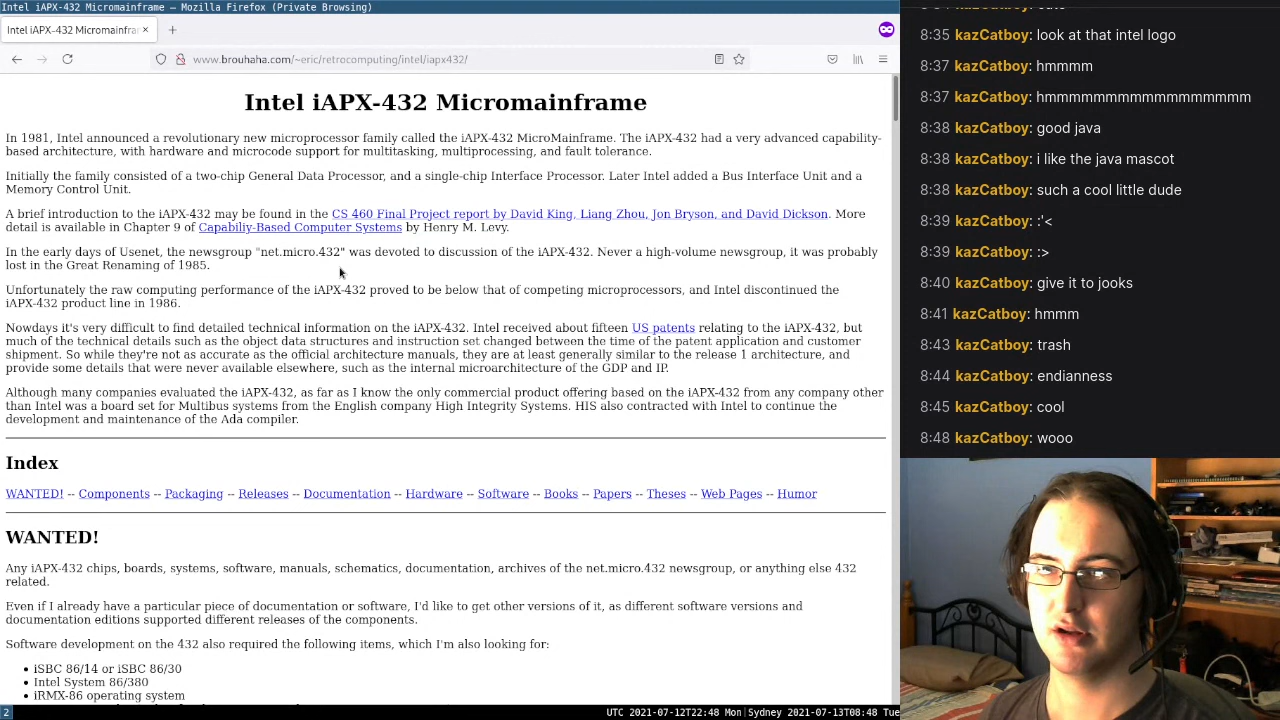 Intel iAPX-432 Micromainframe — Mozilla Firefox (Private Browsing)
Intel iAPX-432 Micromainfra
www.brouhaha.com/~eric/retrocomputing/intel/iapx432/
Intel iAPX-432 Micromainframe
In 1981, Intel announced a revolutionary new microprocessor family called the iAPX-432 MicroMainframe. The iAPX-432 had a very advanced capability-
based architecture, with hardware and microcode support for multitasking, multiprocessing, and fault tolerance.
Initially the family consisted of a two-chip General Data Processor, and a single-chip Interface Processor. Later Intel added a Bus Interface Unit and a
Memory Control Unit.
A brief introduction to the iAPX-432 may be found in the CS 460 Final Project report by David King, Liang Zhou, Jon Bryson, and David Dickson. More
detail is available in Chapter 9 of Capabiliy-Based Computer Systems by Henry M. Levy.
In the early days of Usenet, the newsgroup "net.micro.432" was devoted to discussion of the iAPX-432. Never a high-volume newsgroup, it was probably
lost in the Great Renaming of 1985.
Unfortunately the raw computing performance of the iAPX-432 proved to be below that of competing microprocessors, and Intel discontinued the
iAPX-432 product line in 1986.
Nowdays it's very difficult to find detailed technical information on the iAPX-432. Intel received about fifteen US patents relating to the iAPX-432, but
much of the technical details such as the object data structures and instruction set changed between the time of the patent application and customer
shipment. So while they're not as accurate as the official architecture manuals, they are at least generally similar to the release 1 architecture, and
provide some details that were never available elsewhere, such as the internal microarchitecture of the GDP and IP.
Although many companies evaluated the iAPX-432, as far as I know the only commercial product offering based on the iAPX-432 from any company other
than Intel was a board set for Multibus systems from the English company High Integrity Systems. HIS also contracted with Intel to continue the
development and maintenance of the Ada compiler.
Index
WANTED! -- Components -- Packaging -- Releases -- Documentation -- Hardware -- Software -- Books -- Papers -- Theses -- Web Pages -- Humor
WANTED!
Any iAPX-432 chips, boards, systems, software, manuals, schematics, documentation, archives of the net.micro.432 newsgroup, or anything else 432
related.
Even if I already have a particular piece of documentation or software, I'd like to get other versions of it, as different software versions and
documentation editions supported different releases of the components.
Software development on the 432 also required the following items, which I'm also looking for:
• iSBC 86/14 or iSBC 86/30
• Intel System 86/380
• iRMX-86 operating system
2
UTC 2021-07-12T22:48 Mon|Sydney 2021-07-13T08:48 Tue
8:35 kazCatboy: look at that intel logo
8:37 kazCatboy: hmmmm
8:37 kazCatboy: hmmmmmmmmmmmmmmmmmm
8:38 kazCatboy: good java
8:38 kazCatboy: i like the java mascot
8:38 kazCatboy: such a cool little dude
8:39 kazCatboy: :'<
8:39 kazCatboy: :>
8:40 kazCatboy: give it to jooks
8:41 kazCatboy: hmmm
8:43 kazCatboy: trash
8:44 kazCatboy: endianness
8:45 kazCatboy: cool
8:48 kazCatboy: wooo